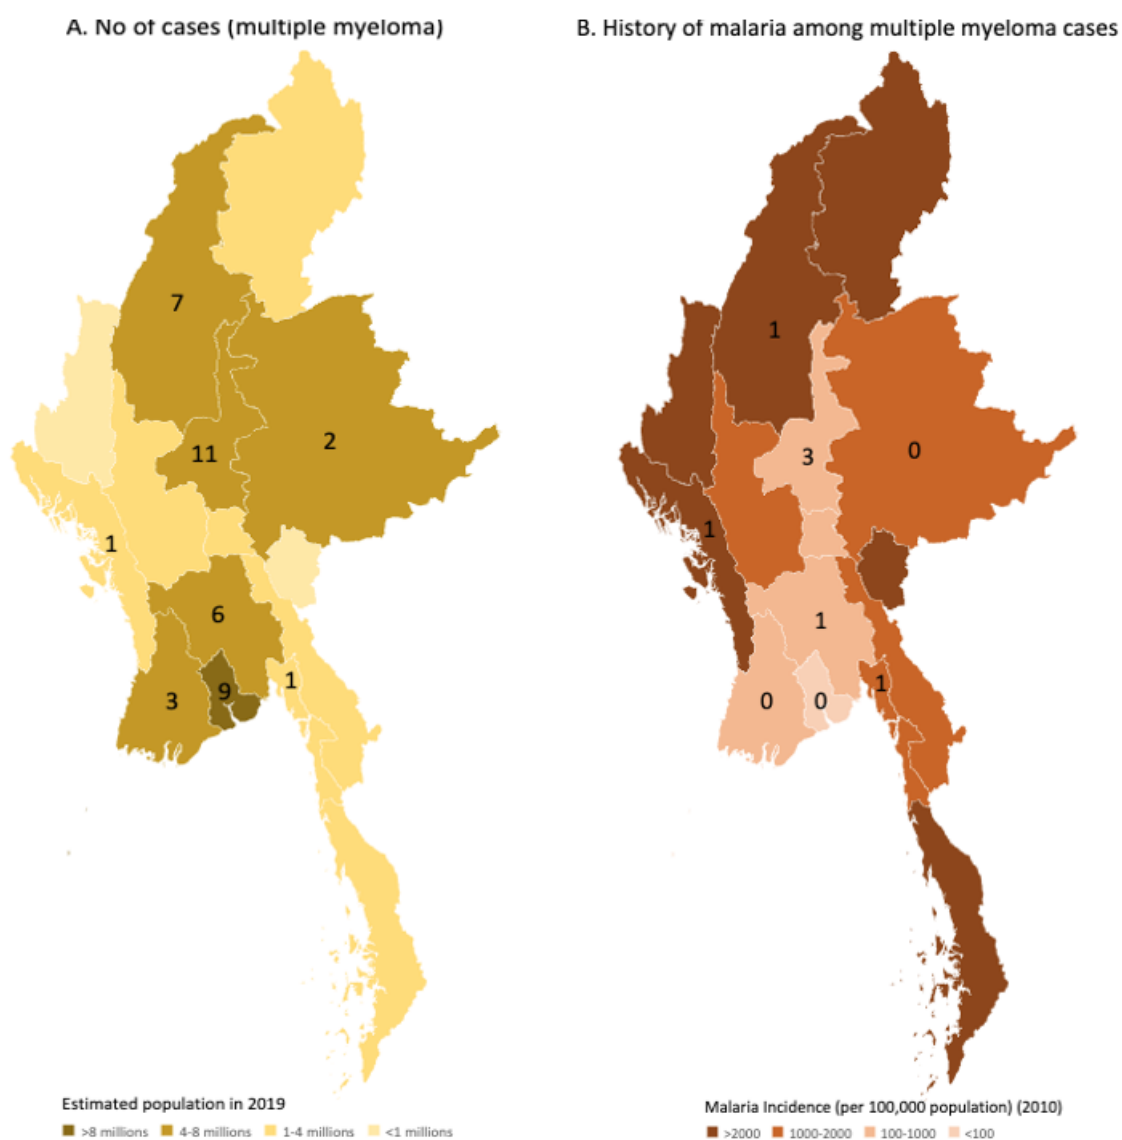 A. No of cases (multiple myeloma)
B. History of malaria among multiple myeloma cases
7
11
2
1
6
3
9
1
Estimated population in 2019
>8 millions 4-8 millions 1-4 millions <1 millions
1
3
0
1
1
0
0
1
Malaria Incidence (per 100,000 population) (2010)
>2000 1000-2000 100-1000 <100